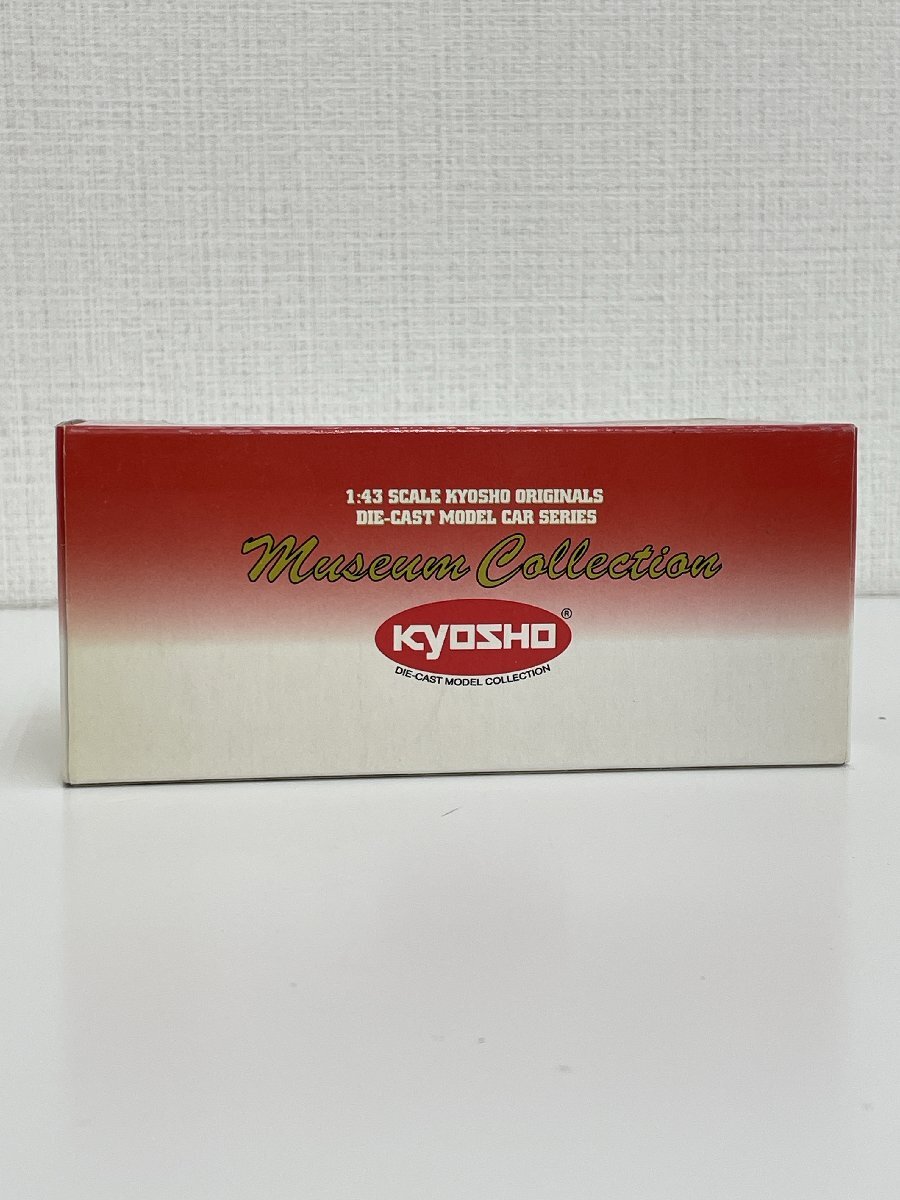 1:43 SCALE KYOSHO ORIGINALS
DIE-CAST MODEL CAR SERIES
Museum Collection
KYOSHO®
DIE-CAST MODEL COLLECTION